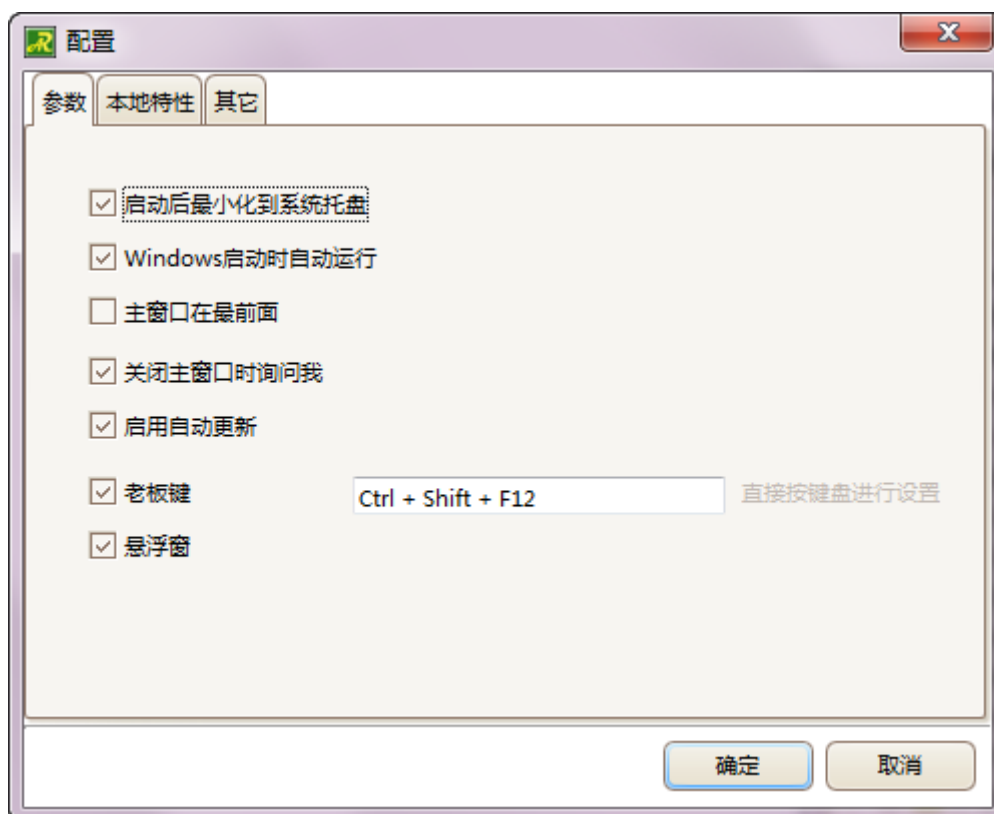 配置
参数 本地特性 其它
启动后最小化到系统托盘
Windows启动时自动运行
主窗口在最前面
关闭主窗口时询问我
启用自动更新
老板键 Ctrl + Shift + F12 直接按键盘进行设置
悬浮窗
确定 取消